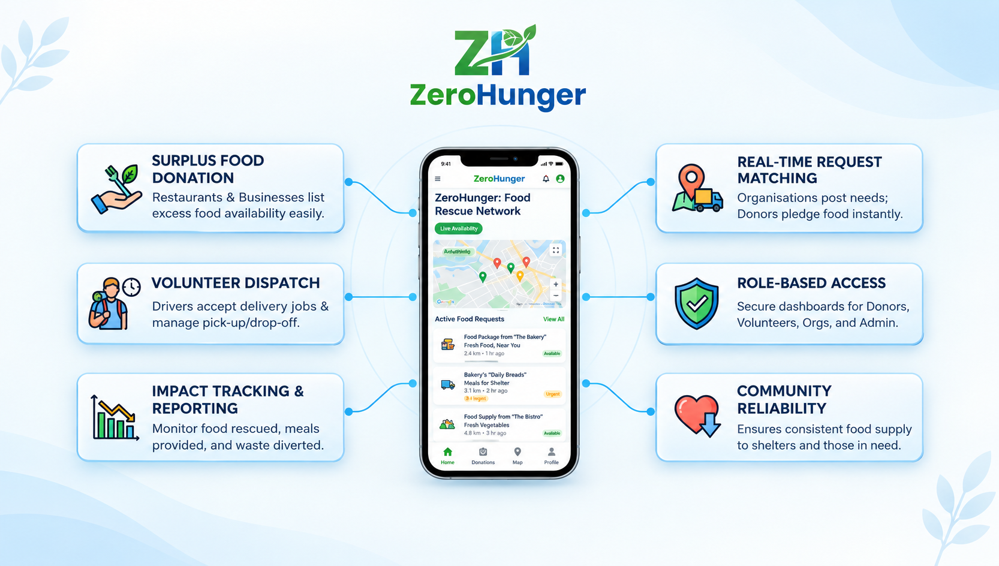 ZH
ZeroHunger
SURPLUS FOOD
DONATION
Restaurants & Businesses list
excess food availability easily.
VOLUNTEER DISPATCH
Drivers accept delivery jobs &
manage pick-up/drop-off.
IMPACT TRACKING &
REPORTING
Monitor food rescued, meals
provided, and waste diverted.
9:41
ZeroHunger
ZeroHunger: Food
Rescue Network
Live Availability
Active Food Requests
View All
Food Package from "The Bakery"
Fresh Food, Near You
2.4 km • 1 hr ago
Available
Bakery's "Daily Breads"
Meals for Shelter
3.1 km • 2 hr ago
Urgent
Food Supply from "The Bistro"
Fresh Vegetables
4.8 km • 3 hr ago
Available
Home
Donations
Map
Profile
REAL-TIME REQUEST
MATCHING
Organisations post needs;
Donors pledge food instantly.
ROLE-BASED ACCESS
Secure dashboards for Donors,
Volunteers, Orgs, and Admin.
COMMUNITY
RELIABILITY
Ensures consistent food supply
to shelters and those in need.